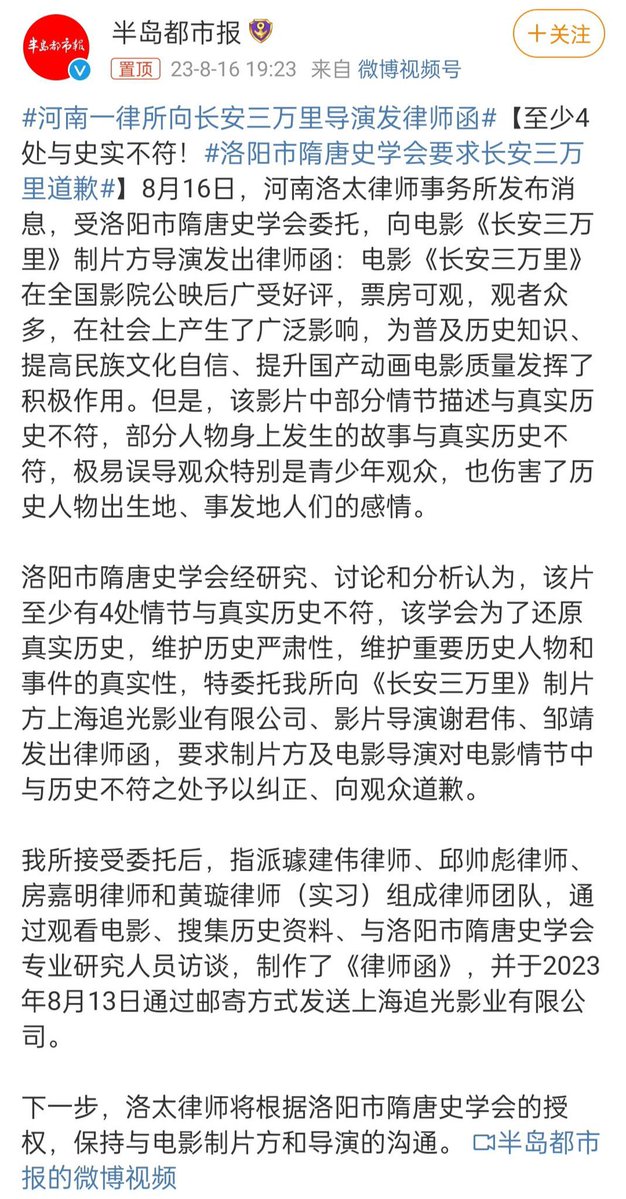 半岛都市报
半岛都市报
+关注
置顶 23-8-16 19:23 来自 微博视频号
#河南一律所向长安三万里导演发律师函#【至少4
处与史实不符！#洛阳市隋唐史学会要求长安三万
里道歉#】8月16日，河南洛太律师事务所发布消
息，受洛阳市隋唐史学会委托，向电影《长安三万
里》制片方导演发出律师函：电影《长安三万里》
在全国影院公映后广受好评，票房可观，观者众
多，在社会上产生了广泛影响，为普及历史知识、
提高民族文化自信、提升国产动画电影质量发挥了
积极作用。但是，该影片中部分情节描述与真实历
史不符，部分人物身上发生的故事与真实历史不
符，极易误导观众特别是青少年观众，也伤害了历
史人物出生地、事发地人们的感情。
洛阳市隋唐史学会经研究、讨论和分析认为，该片
至少有4处情节与真实历史不符，该学会为了还原
真实历史，维护历史严肃性，维护重要历史人物和
事件的真实性，特委托我所向《长安三万里》制片
方上海追光影业有限公司、影片导演谢君伟、邹靖
发出律师函，要求制片方及电影导演对电影情节中
与历史不符之处予以纠正、向观众道歉。
我所接受委托后，指派璩建伟律师、邱帅彪律师、
房嘉明律师和黄璇律师（实习）组成律师团队，通
过观看电影、搜集历史资料、与洛阳市隋唐史学会
专业研究人员访谈，制作了《律师函》，并于2023
年8月13日通过邮寄方式发送上海追光影业有限公
司。
下一步，洛太律师将根据洛阳市隋唐史学会的授
权，保持与电影制片方和导演的沟通。半岛都市
报的微博视频